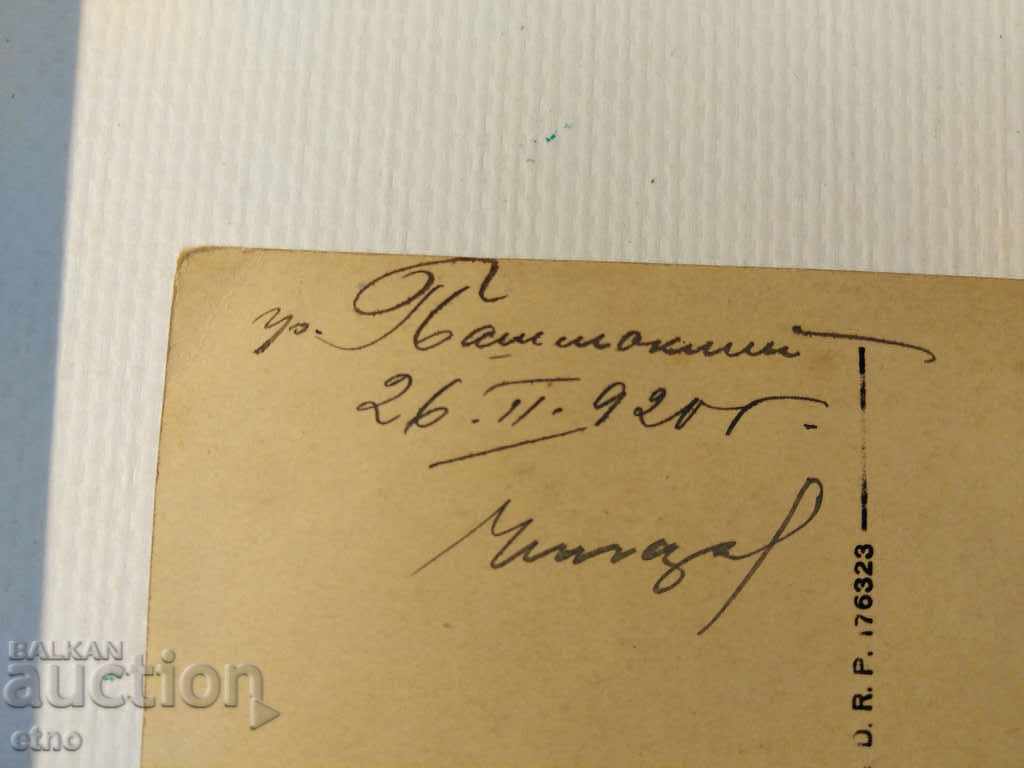 гр. Пашмакли
26.II.920 г.
D. R. P. 176323
BALKAN
auction
etno